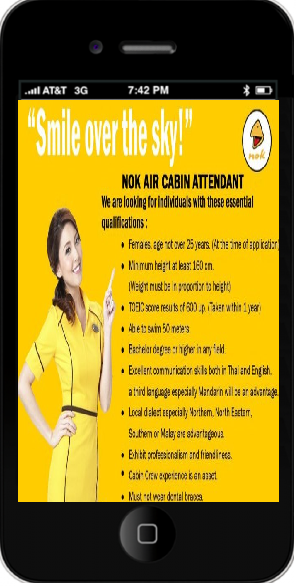 AT&T 3G 7:42 PM
"Smile over the sky!"
nok
NOK AIR CABIN ATTENDANT
We are looking for individuals with these essential
qualifications :
• Females, age not over 25 years. (At the time of application)
• Minimum height at least 160 cm.
(Weight must be in proportion to height)
• TOEIC score results of 600 up. (Taken within 1 year)
• Able to swim 50 meters.
• Bachelor degree or higher in any field.
• Excellent communication skills both in Thai and English,
a third language especially Mandarin will be an advantage.
• Local dialect especially Northern, North Eastern,
Southern or Malay are advantageous.
• Exhibit professionalism and friendliness.
• Cabin Crew experience is an asset.
• Must not wear dental braces.